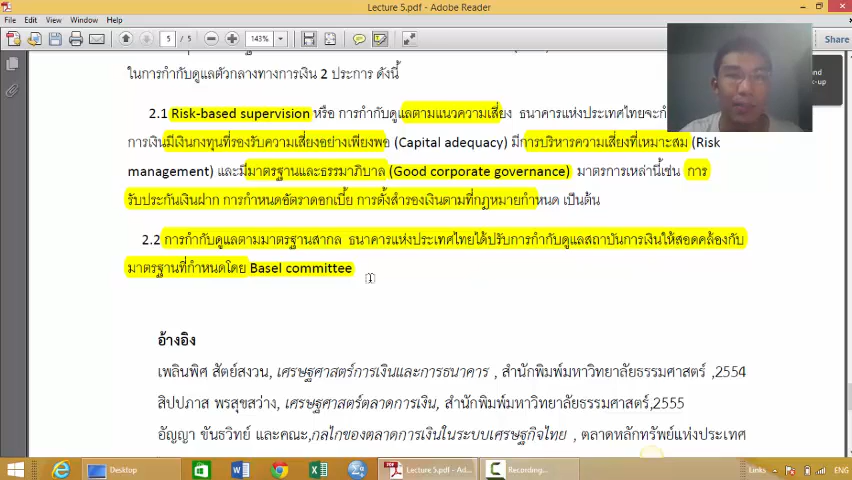 Lecture 5.pdf - Adobe Reader
File Edit View Window Help
5 / 5 143% Share
ในการกำกับดูแลตัวกลางทางการเงิน 2 ประการ ดังนี้
2.1 Risk-based supervision หรือ การกำกับดูแลตามแนวความเสี่ยง ธนาคารแห่งประเทศไทยจะ
การเงินมีเงินกองทุนที่รองรับความเสี่ยงอย่างเพียงพอ (Capital adequacy) มีการบริหารความเสี่ยงที่เหมาะสม (Risk
management) และมีมาตรฐานและธรรมาภิบาล (Good corporate governance) มาตรการเหล่านี้เช่น การ
รับประกันเงินฝาก การกำหนดอัตราดอกเบี้ย การตั้งสำรองเงินตามที่กฎหมายกำหนด เป็นต้น
2.2 การกำกับดูแลตามมาตรฐานสากล ธนาคารแห่งประเทศไทยได้ปรับการกำกับดูแลสถาบันการเงินให้สอดคล้องกับ
มาตรฐานที่กำหนดโดย Basel committee
อ้างอิง
เพลินพิศ สัตย์สงวน, เศรษฐศาสตร์การเงินและการธนาคาร , สำนักพิมพ์มหาวิทยาลัยธรรมศาสตร์ ,2554
สิปปภาส พรสุขสว่าง, เศรษฐศาสตร์ตลาดการเงิน, สำนักพิมพ์มหาวิทยาลัยธรรมศาสตร์,2555
อัญญา ขันธวิทย์ และคณะ,กลไกของตลาดการเงินในระบบเศรษฐกิจไทย , ตลาดหลักทรัพย์แห่งประเทศ
Desktop Lecture 5.pdf - Ad... Recording... Links ENG